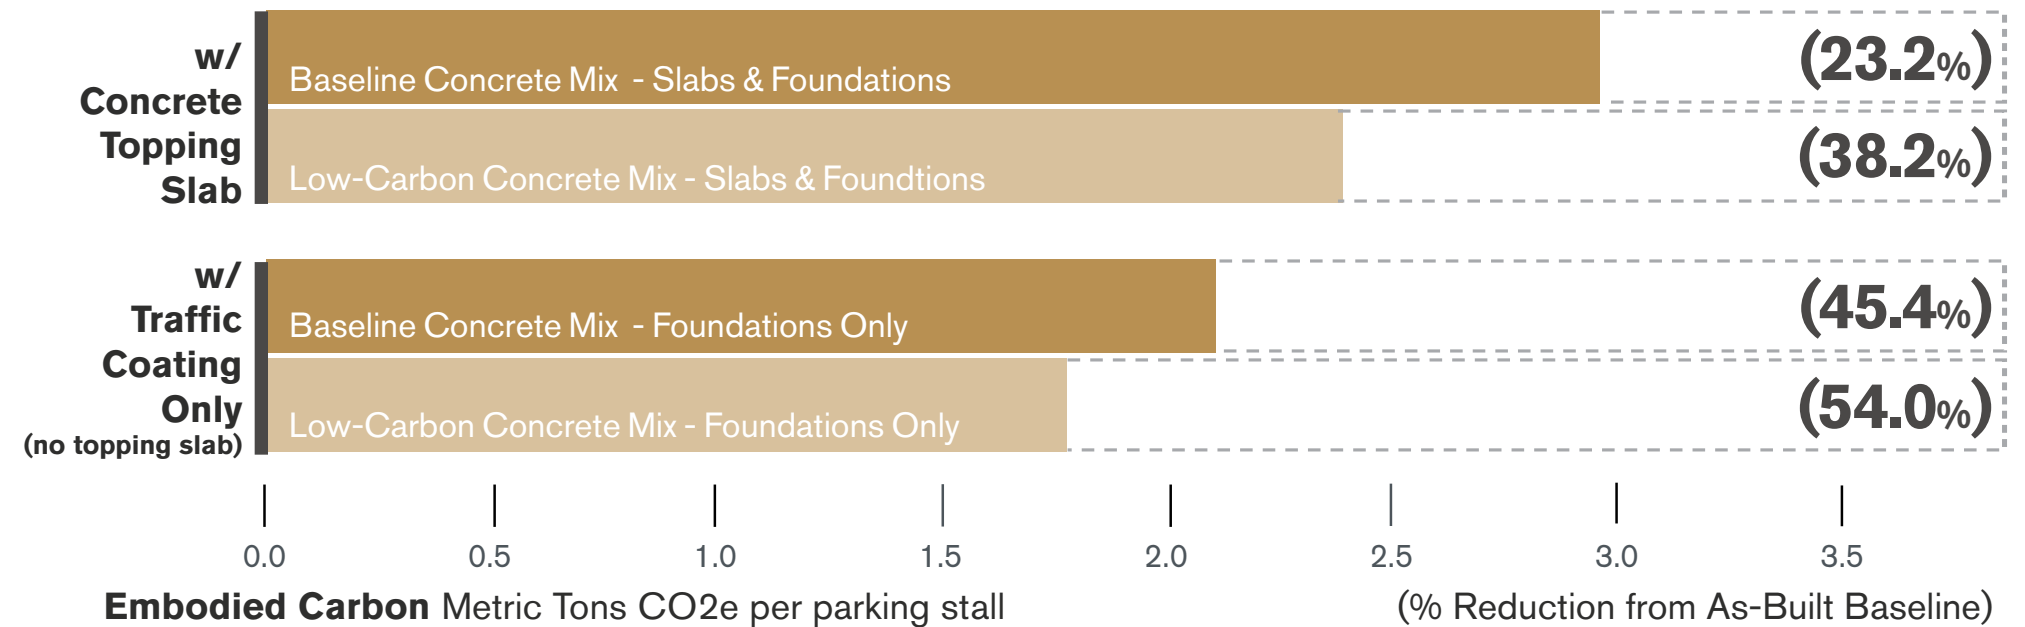 w/
Concrete
Topping
Slab
Baseline Concrete Mix - Slabs & Foundations
(23.2%)
Low-Carbon Concrete Mix - Slabs & Foundtions
(38.2%)
w/
Traffic
Coating
Only
(no topping slab)
Baseline Concrete Mix - Foundations Only
(45.4%)
Low-Carbon Concrete Mix - Foundations Only
(54.0%)
0.0 0.5 1.0 1.5 2.0 2.5 3.0 3.5
Embodied Carbon Metric Tons CO2e per parking stall
(% Reduction from As-Built Baseline)